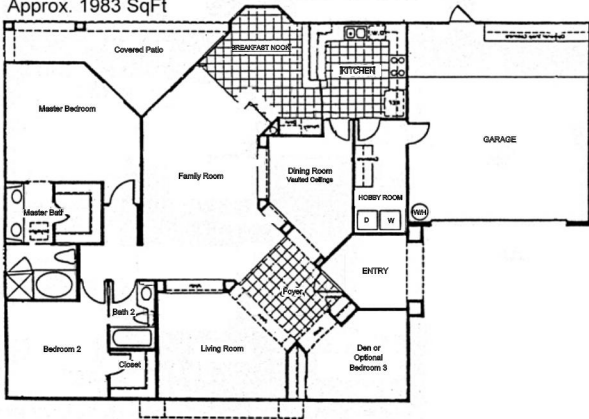 Approx. 1983 SqFt
Covered Patio
BREAKFAST NOOK
KITCHEN
Master Bedroom
GARAGE
Family Room
Dining Room
Vaulted Ceilings
HOBBY ROOM
Master Bath
D W
W/H
ENTRY
Foyer
Bath 2
Bedroom 2
Closet
Living Room
Den or
Optional
Bedroom 3